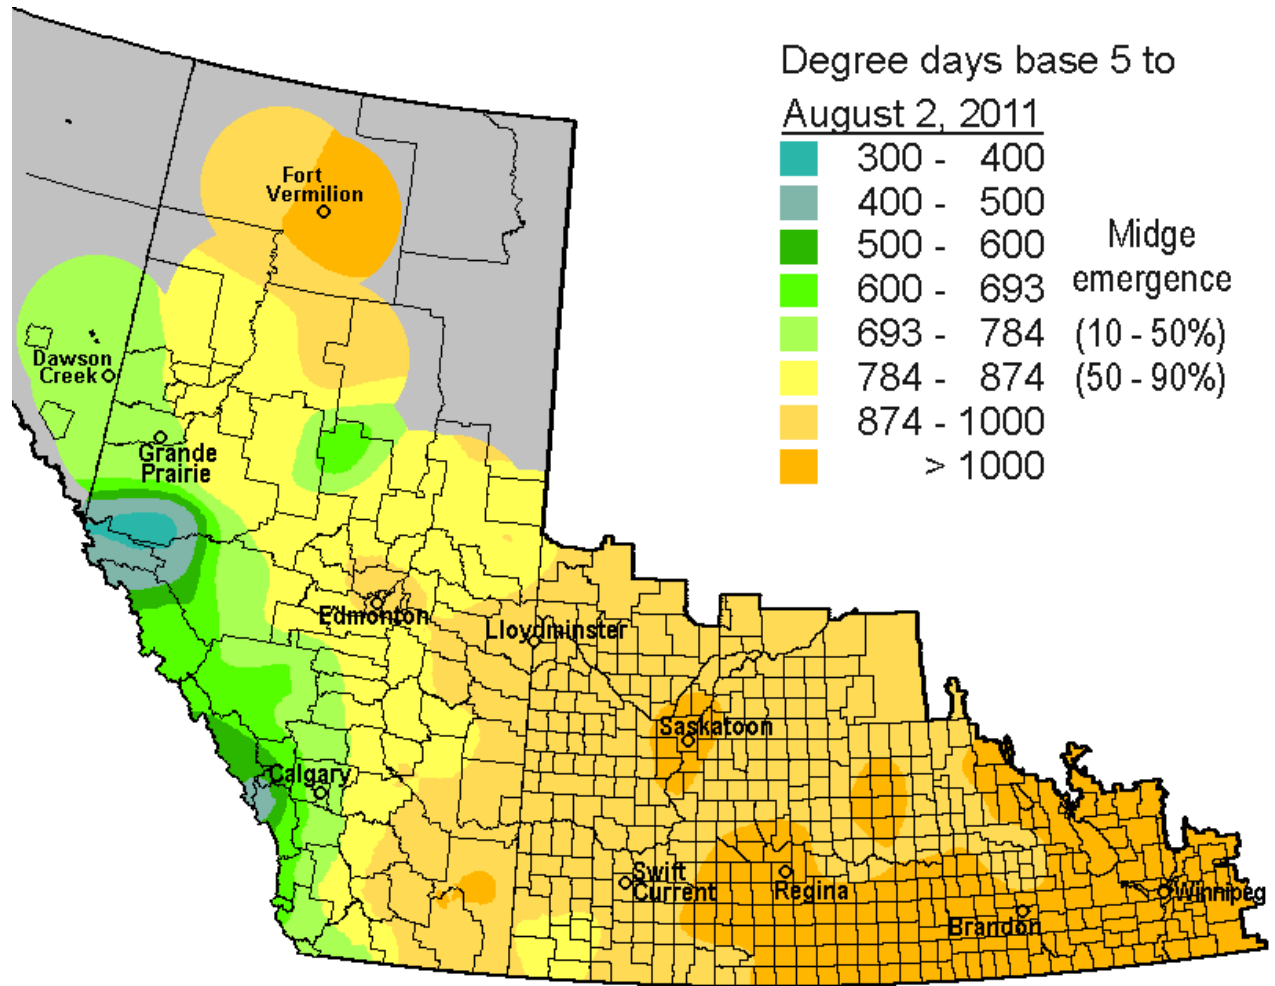 Degree days base 5 to
August 2, 2011
300 - 400
400 - 500
500 - 600
600 - 693
693 - 784 (10 - 50%)
784 - 874 (50 - 90%)
874 - 1000
> 1000
Midge
emergence
Fort
Vermilion
Dawson
Creek
Grande
Prairie
Edmonton
Lloydminster
Saskatoon
Calgary
Swift
Current
Regina
Brandon
Winnipeg